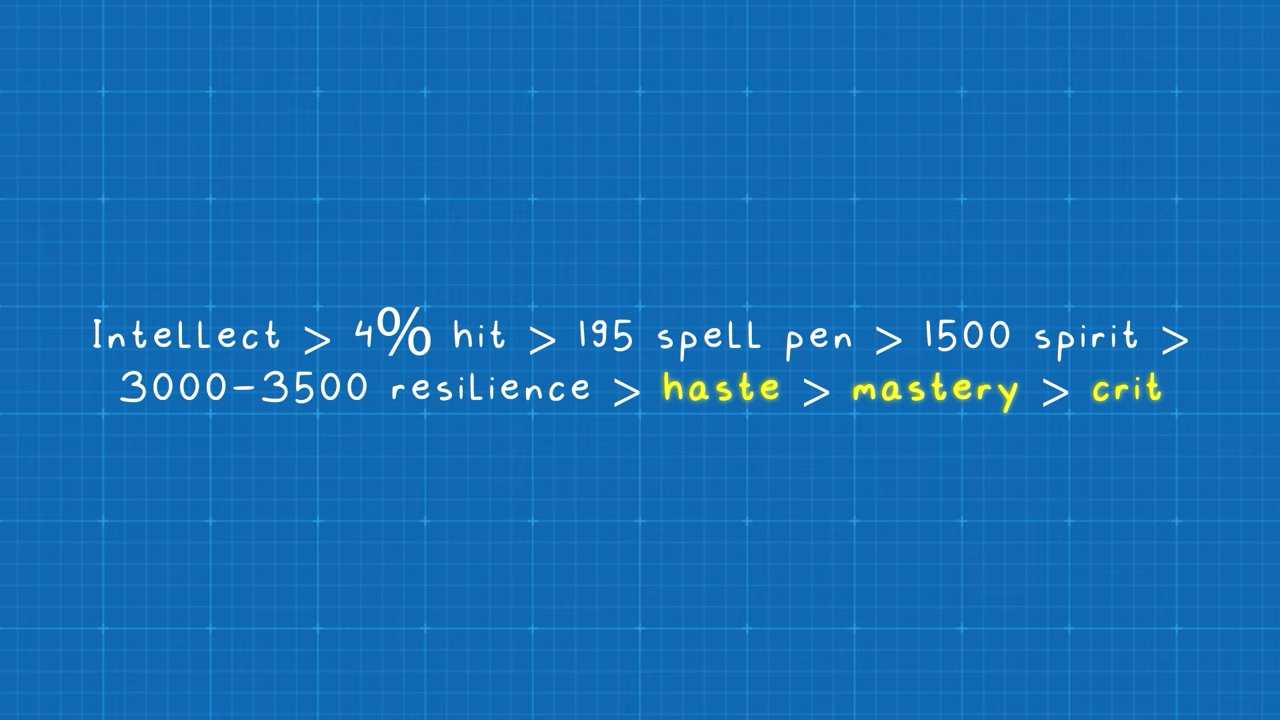 Intellect > 4% hit > 195 spell pen > 1500 spirit >
3000-3500 resilience > haste > mastery > crit